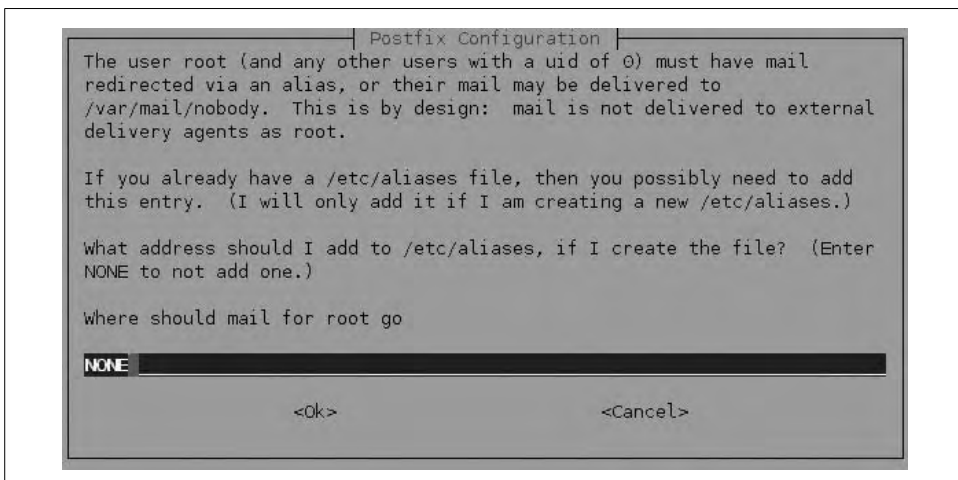 Postfix Configuration
The user root (and any other users with a uid of 0) must have mail
redirected via an alias, or their mail may be delivered to
/var/mail/nobody.  This is by design:  mail is not delivered to external
delivery agents as root.
If you already have a /etc/aliases file, then you possibly need to add
this entry.  (I will only add it if I am creating a new /etc/aliases.)
What address should I add to /etc/aliases, if I create the file?  (Enter
NONE to not add one.)
Where should mail for root go
NONE
<Ok> <Cancel>